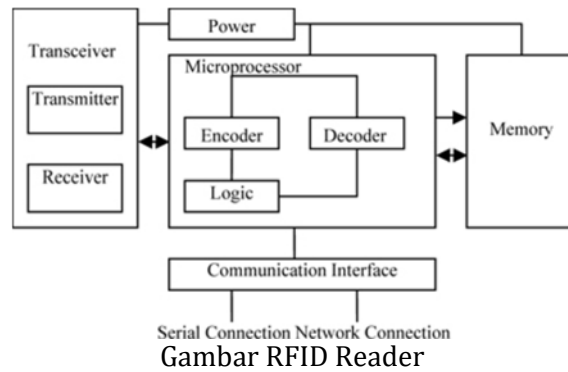 Power
Transceiver
Microprocessor
Transmitter
Encoder
Decoder
Memory
Receiver
Logic
Communication Interface
Serial Connection Network Connection
Gambar RFID Reader